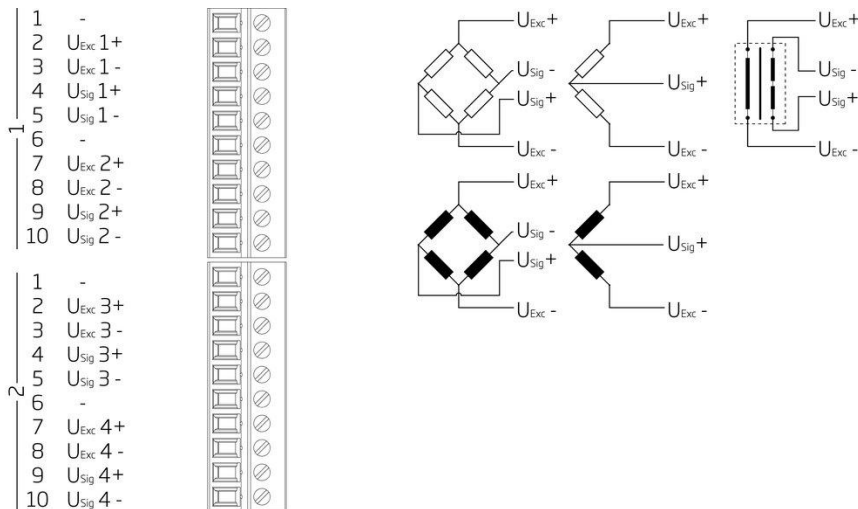 1
1 -
2 UExc 1+
3 UExc 1 -
4 USig 1+
5 USig 1 -
6 -
7 UExc 2+
8 UExc 2 -
9 USig 2+
10 USig 2 -
2
1 -
2 UExc 3+
3 UExc 3 -
4 USig 3+
5 USig 3 -
6 -
7 UExc 4+
8 UExc 4 -
9 USig 4+
10 USig 4 -
UExc +
USig -
USig +
UExc -
UExc +
USig +
UExc -
UExc +
USig -
USig +
UExc -
UExc +
USig -
USig +
UExc -
UExc +
USig +
UExc -